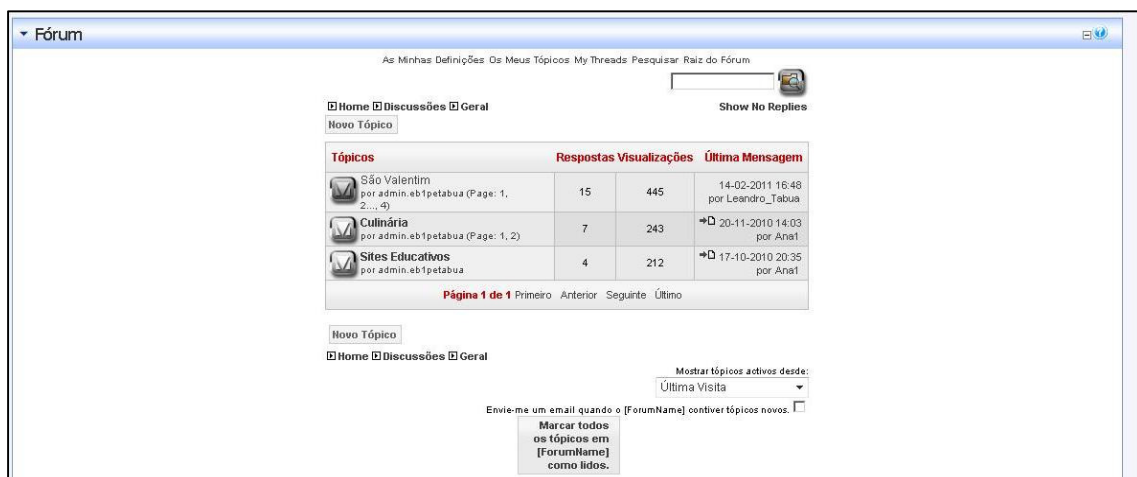 Fórum
As Minhas Definições Os Meus Tópicos My Threads Pesquisar Raiz do Fórum
Home Discussões Geral
Show No Replies
Novo Tópico
Tópicos Respostas Visualizações Última Mensagem
São Valentim
por admin.eb1petabua (Page: 1,
2..., 4)
15 445
14-02-2011 16:48
por Leandro_Tabua
Culinária
por admin.eb1petabua (Page: 1, 2)
7 243
20-11-2010 14:03
por Ana1
Sites Educativos
por admin.eb1petabua
4 212
17-10-2010 20:35
por Ana1
Página 1 de 1 Primeiro Anterior Seguinte Último
Novo Tópico
Home Discussões Geral
Mostrar tópicos activos desde:
Última Visita
Envie-me um email quando o [ForumName] contiver tópicos novos.
Marcar todos
os tópicos em
[ForumName]
como lidos.